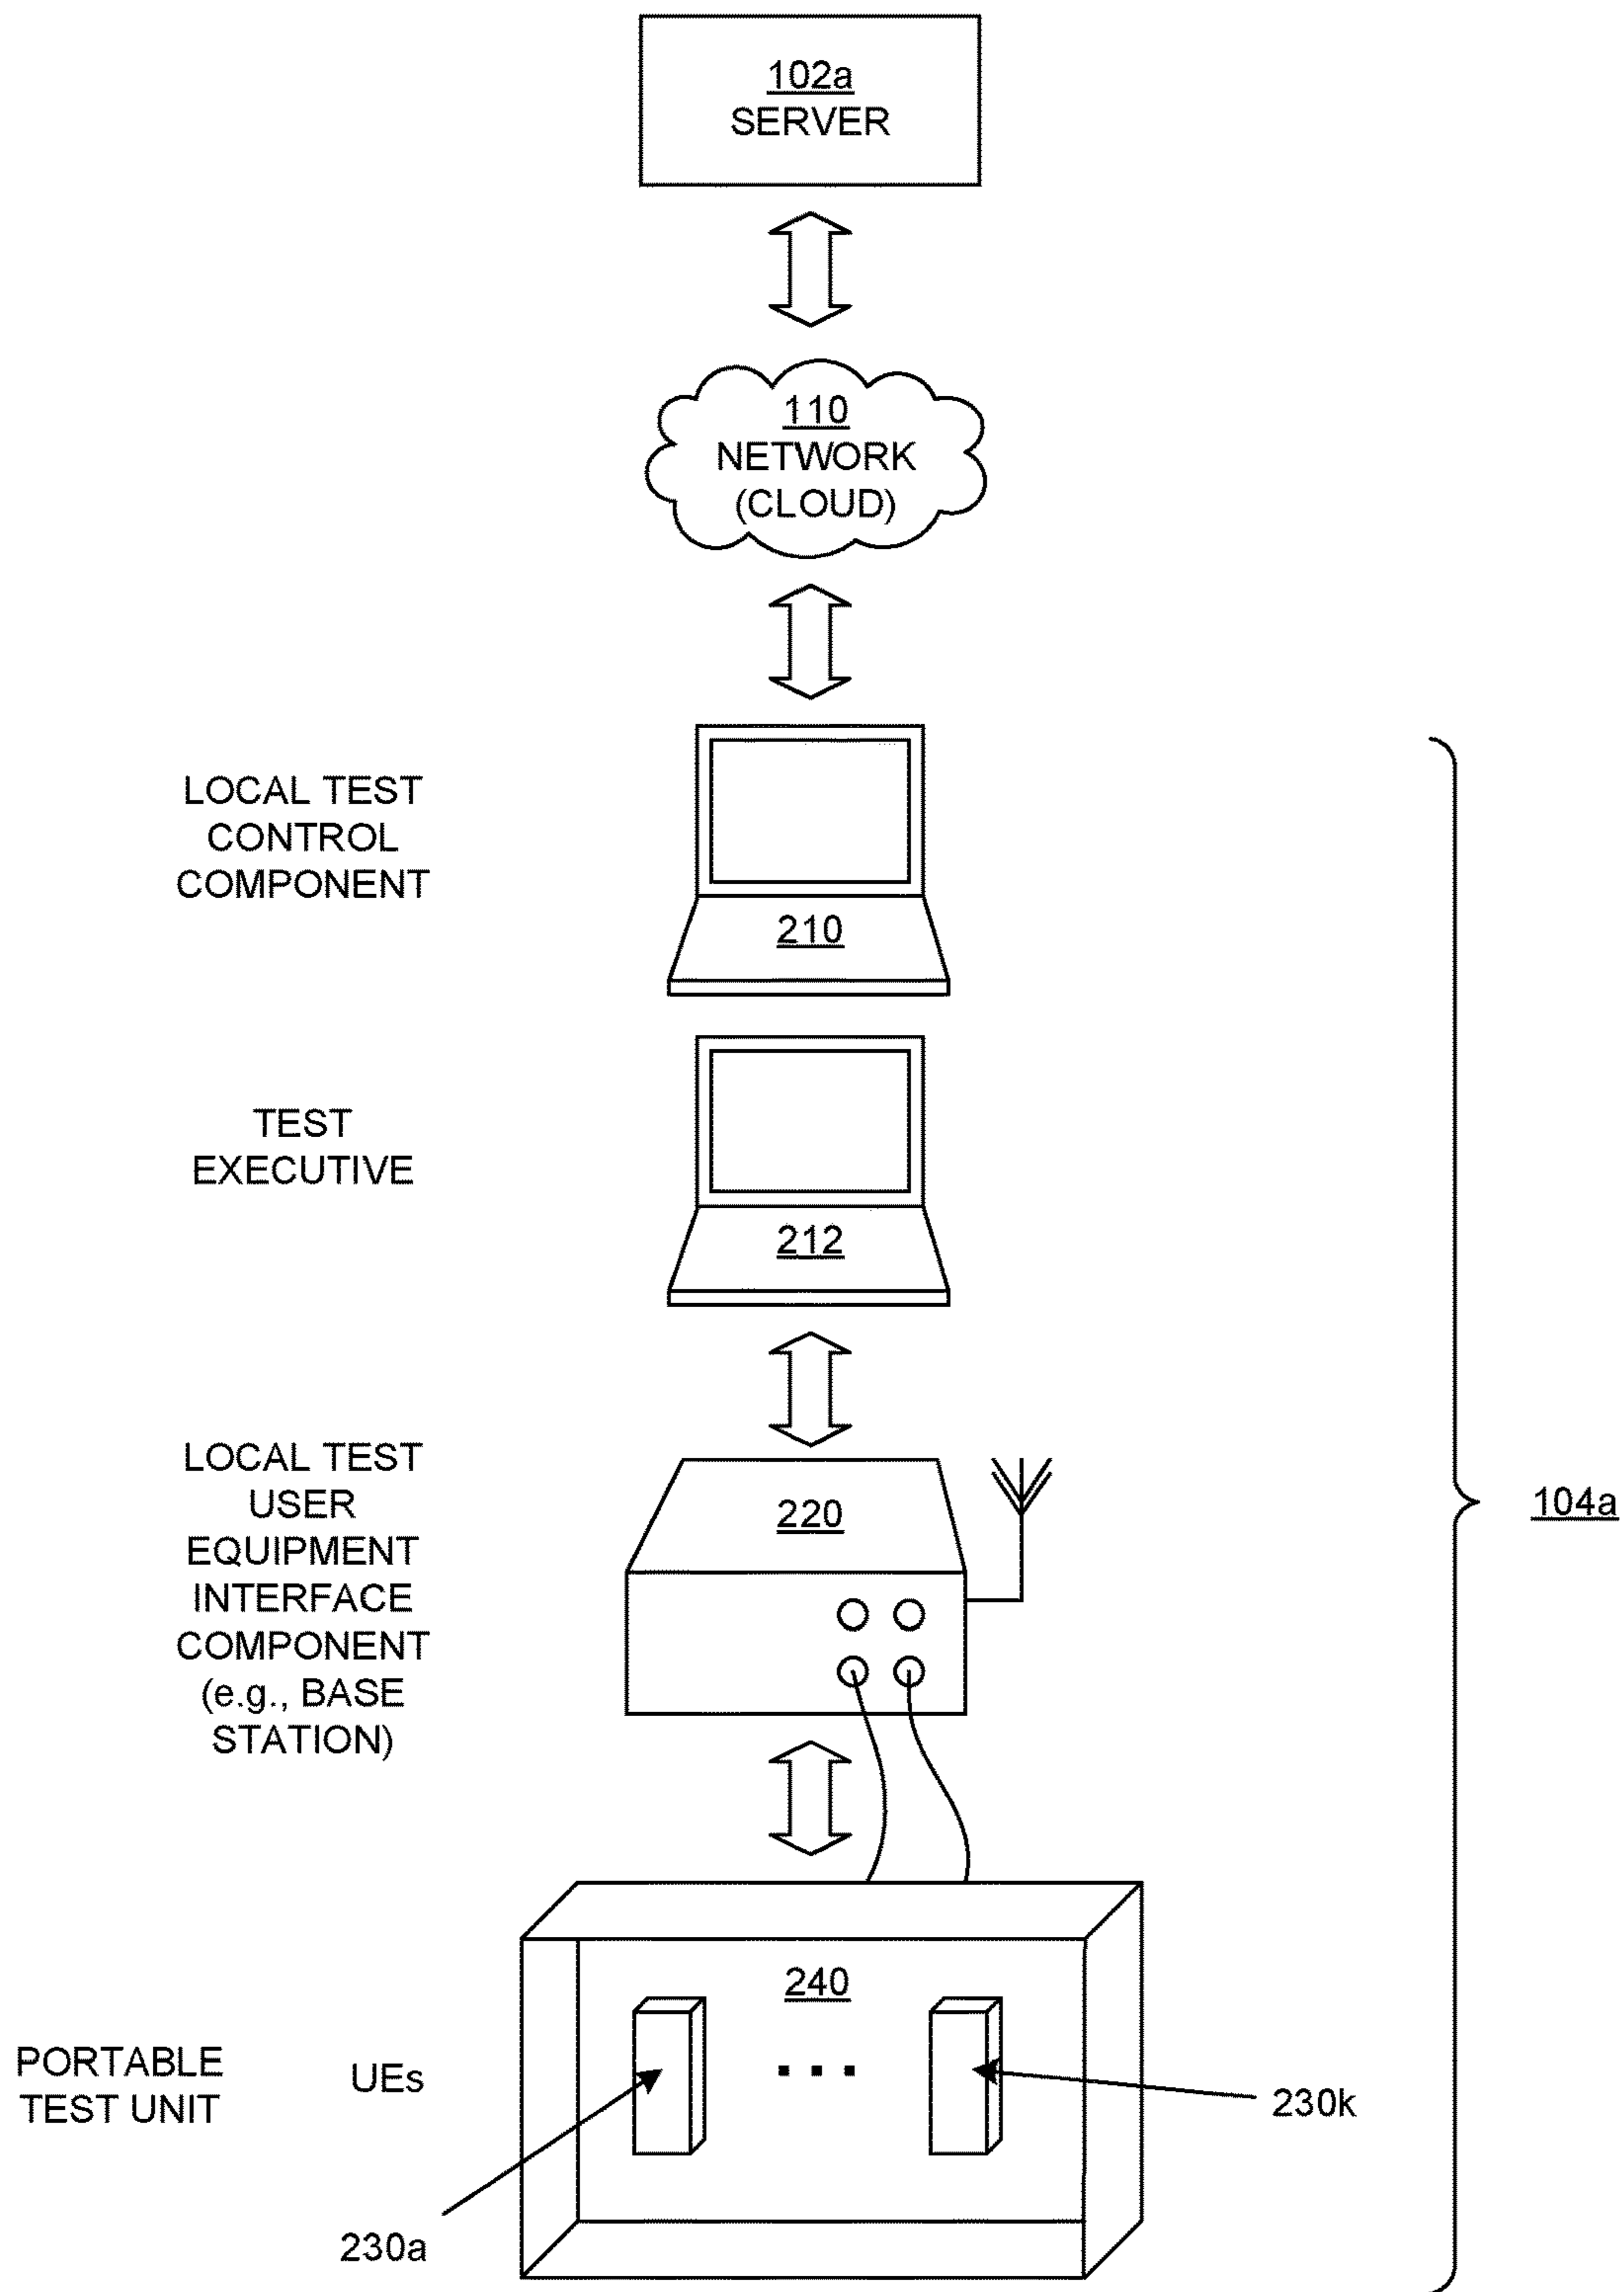 102a
SERVER
110
NETWORK
(CLOUD)
LOCAL TEST
CONTROL
COMPONENT
210
TEST
EXECUTIVE
212
LOCAL TEST
USER
EQUIPMENT
INTERFACE
COMPONENT
(e.g., BASE
STATION)
220
104a
240
PORTABLE
TEST UNIT
UEs
...
230k
230a